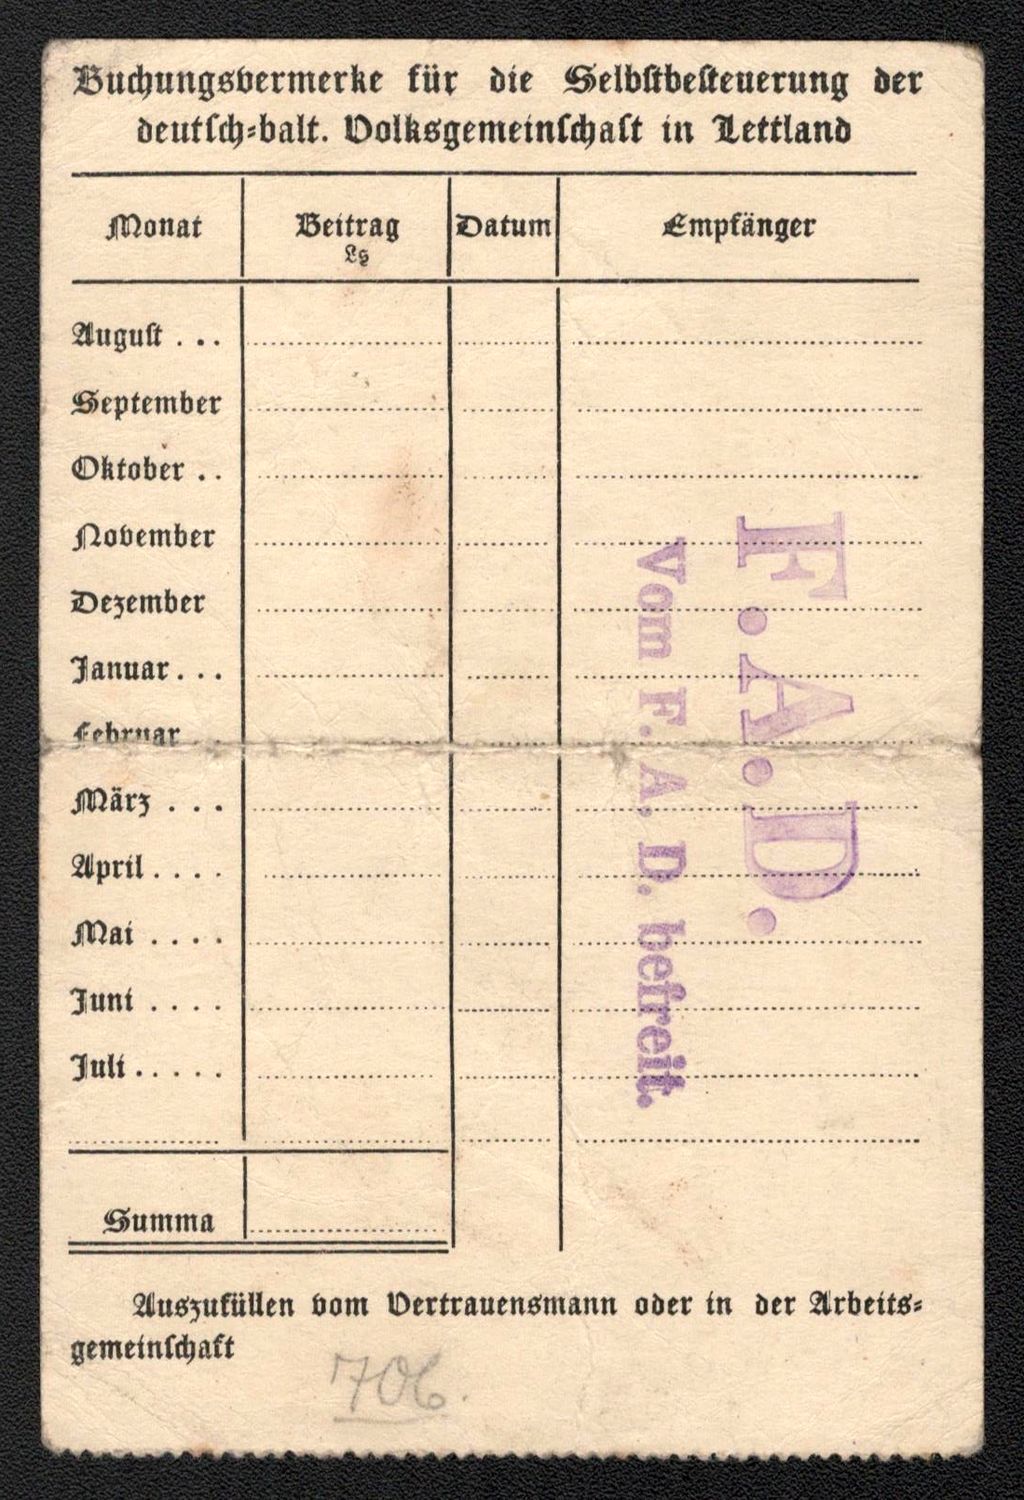 Buchungsvermerke für die Selbstbesteuerung der
deutsch-balt. Volksgemeinschaft in Lettland
Monat Beitrag Datum Empfänger
Ls
August . . .
September
Oktober . .
November
Dezember
Januar . . .
Februar
März . . .
April . . . .
Mai . . . .
Juni . . . .
Juli . . . . .
Summa
F. A. D.
Vom F. A. D. befreit.
Auszufüllen vom Vertrauensmann oder in der Arbeits-
gemeinschaft
706.